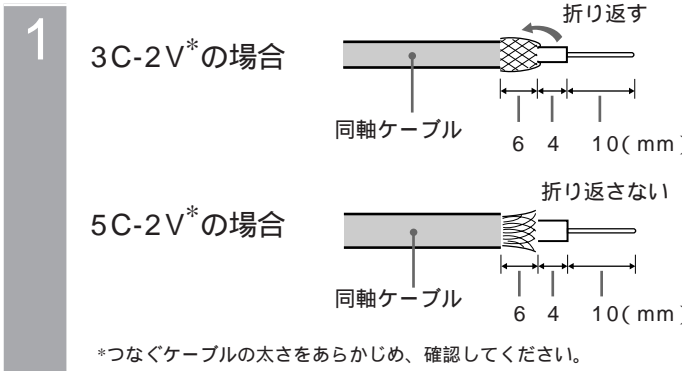 1
折り返す
3C-2V*の場合
同軸ケーブル
6 4 10(mm)
折り返さない
5C-2V*の場合
同軸ケーブル
6 4 10(mm)
*つなぐケーブルの太さをあらかじめ、確認してください。